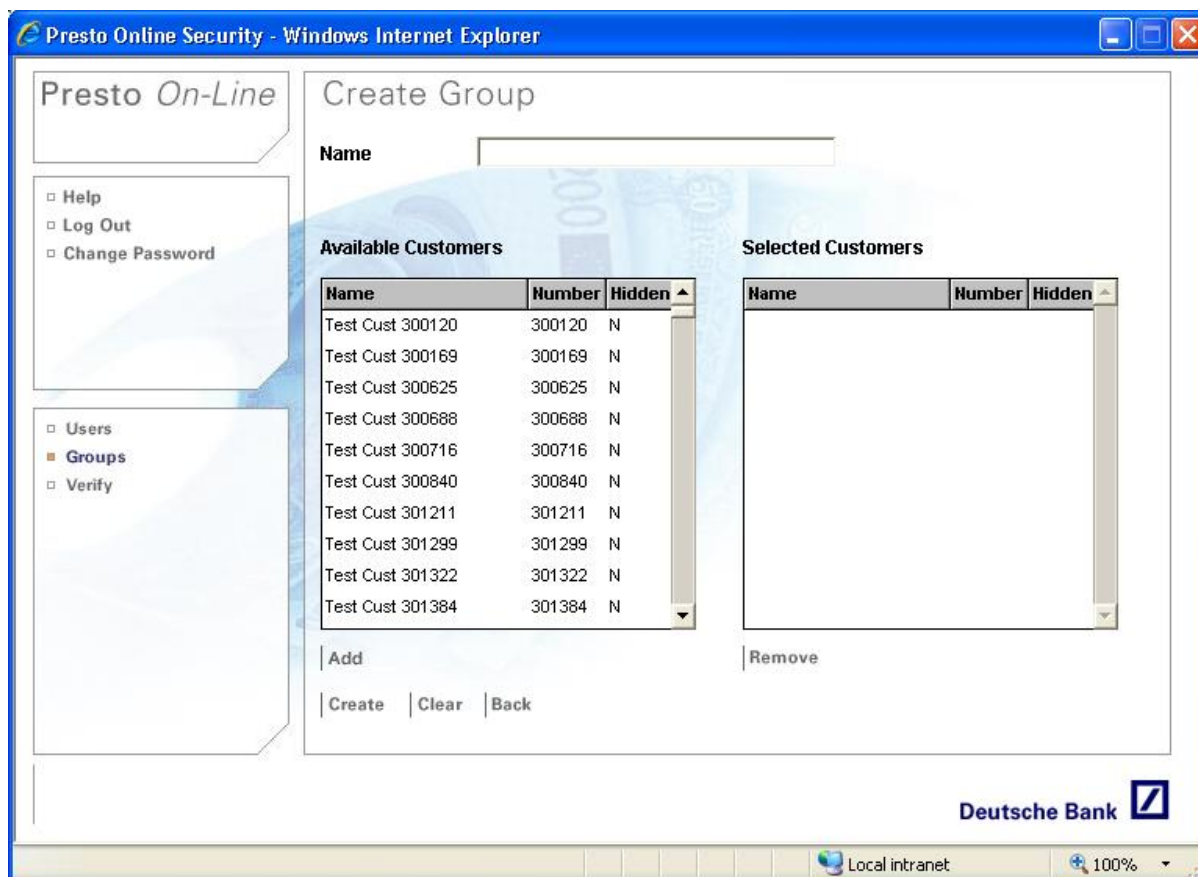 Presto Online Security - Windows Internet Explorer
Presto On-Line
Help
Log Out
Change Password
Users
Groups
Verify
Create Group
Name
Available Customers
Name Number Hidden
Test Cust 300120 300120 N
Test Cust 300169 300169 N
Test Cust 300625 300625 N
Test Cust 300688 300688 N
Test Cust 300716 300716 N
Test Cust 300840 300840 N
Test Cust 301211 301211 N
Test Cust 301299 301299 N
Test Cust 301322 301322 N
Test Cust 301384 301384 N
Add
Selected Customers
Name Number Hidden
Remove
Create Clear Back
Deutsche Bank
Local intranet 100%